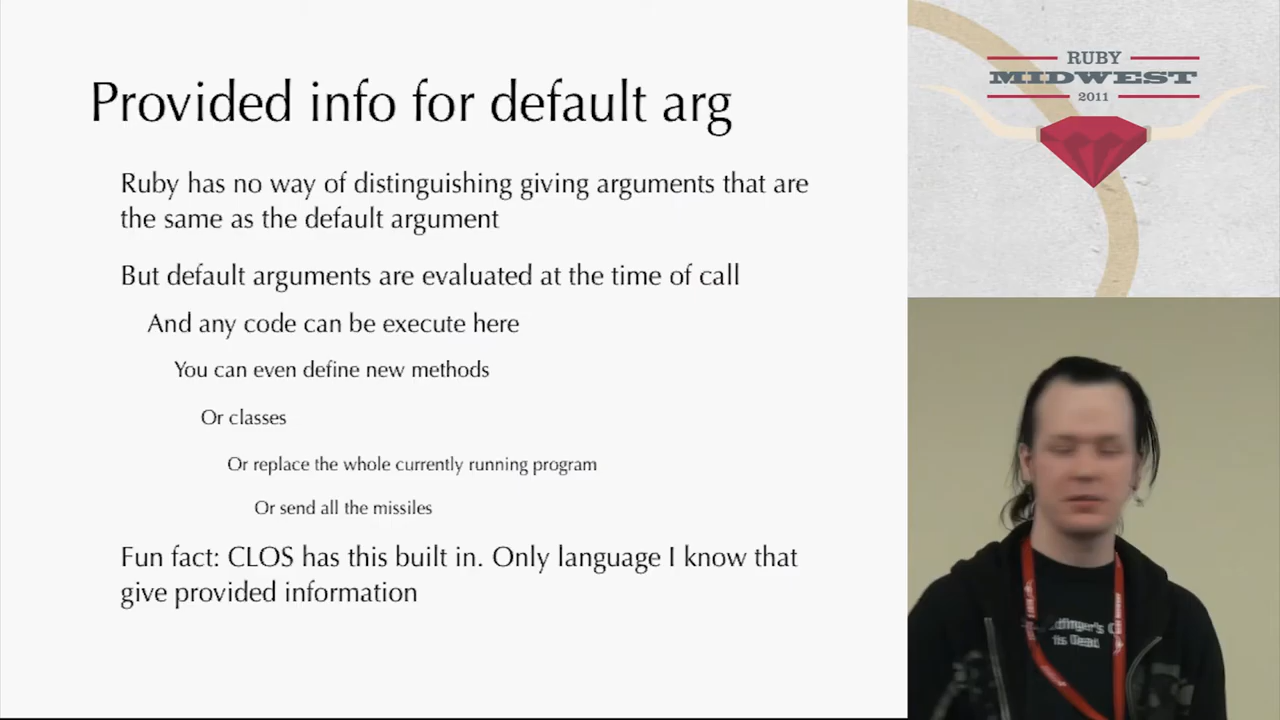 Provided info for default arg
Ruby has no way of distinguishing giving arguments that are
the same as the default argument
But default arguments are evaluated at the time of call
And any code can be execute here
You can even define new methods
Or classes
Or replace the whole currently running program
Or send all the missiles
Fun fact: CLOS has this built in. Only language I know that
give provided information
RUBY
MIDWEST
2011